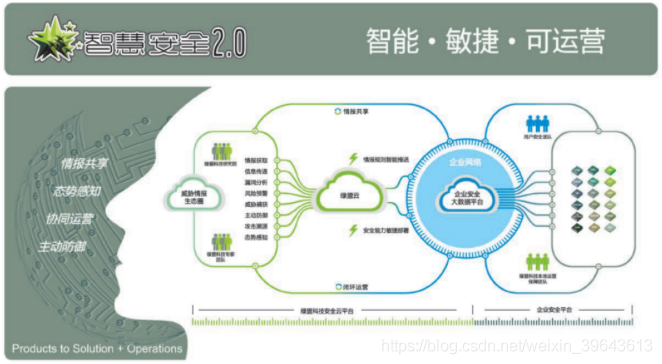 智慧安全2.0
智能·敏捷·可运营
情报共享
态势感知
协同运营
主动防御
Products to Solution + Operations
绿盟科技研究院
威胁情报
生态圈
绿盟科技专家
团队
情报获取
信息传递
漏洞分析
风险预警
威胁捕获
主动防御
攻击溯源
态势感知
情报共享
绿盟云
情报规则智能推送
安全能力敏捷部署
闭环运营
企业网络
企业安全
大数据平台
用户安全团队
绿盟科技本地运营
保障团队
绿盟科技安全云平台
企业安全平台
https://blog.csdn.net/weixin_39643613